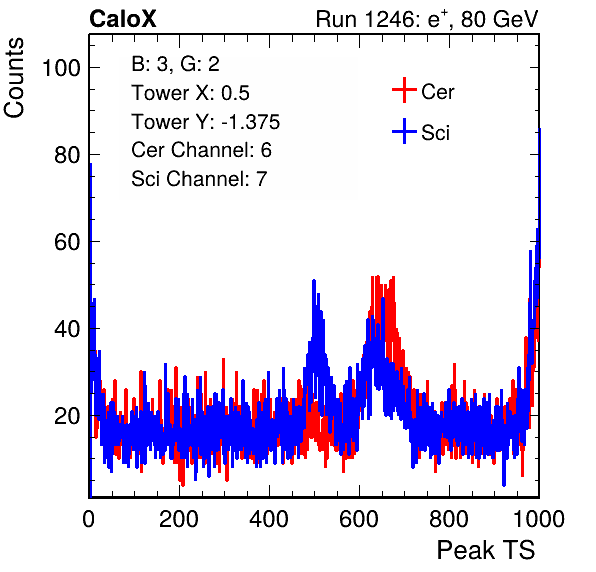 CaloX
Run 1246: e+, 80 GeV
Counts
B: 3, G: 2
Tower X: 0.5
Tower Y: -1.375
Cer Channel: 6
Sci Channel: 7
Cer
Sci
100
80
60
40
20
0 200 400 600 800 1000
Peak TS